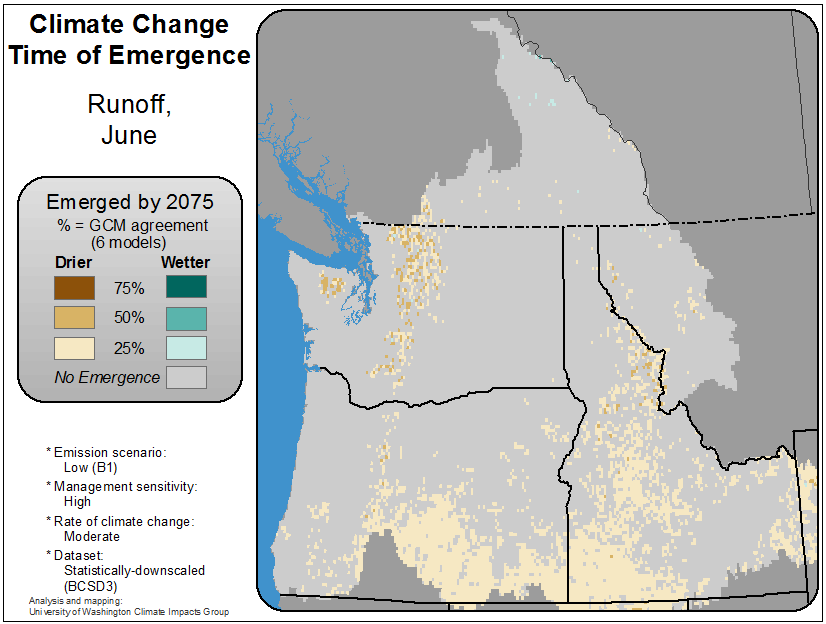 Climate Change
Time of Emergence
Runoff,
June
Emerged by 2075
% = GCM agreement
(6 models)
Drier Wetter
75%
50%
25%
No Emergence
* Emission scenario:
Low (B1)
* Management sensitivity:
High
* Rate of climate change:
Moderate
* Dataset:
Statistically-downscaled
(BCSD3)
Analysis and mapping:
University of Washington Climate Impacts Group